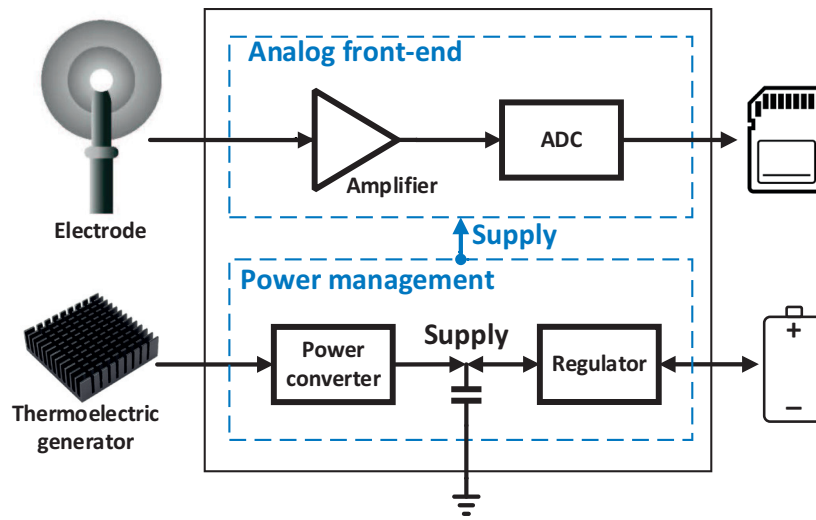 Analog front-end
ADC
Amplifier
Electrode
Supply
Power management
Supply
Power
converter
Regulator
+
−
Thermoelectric
generator